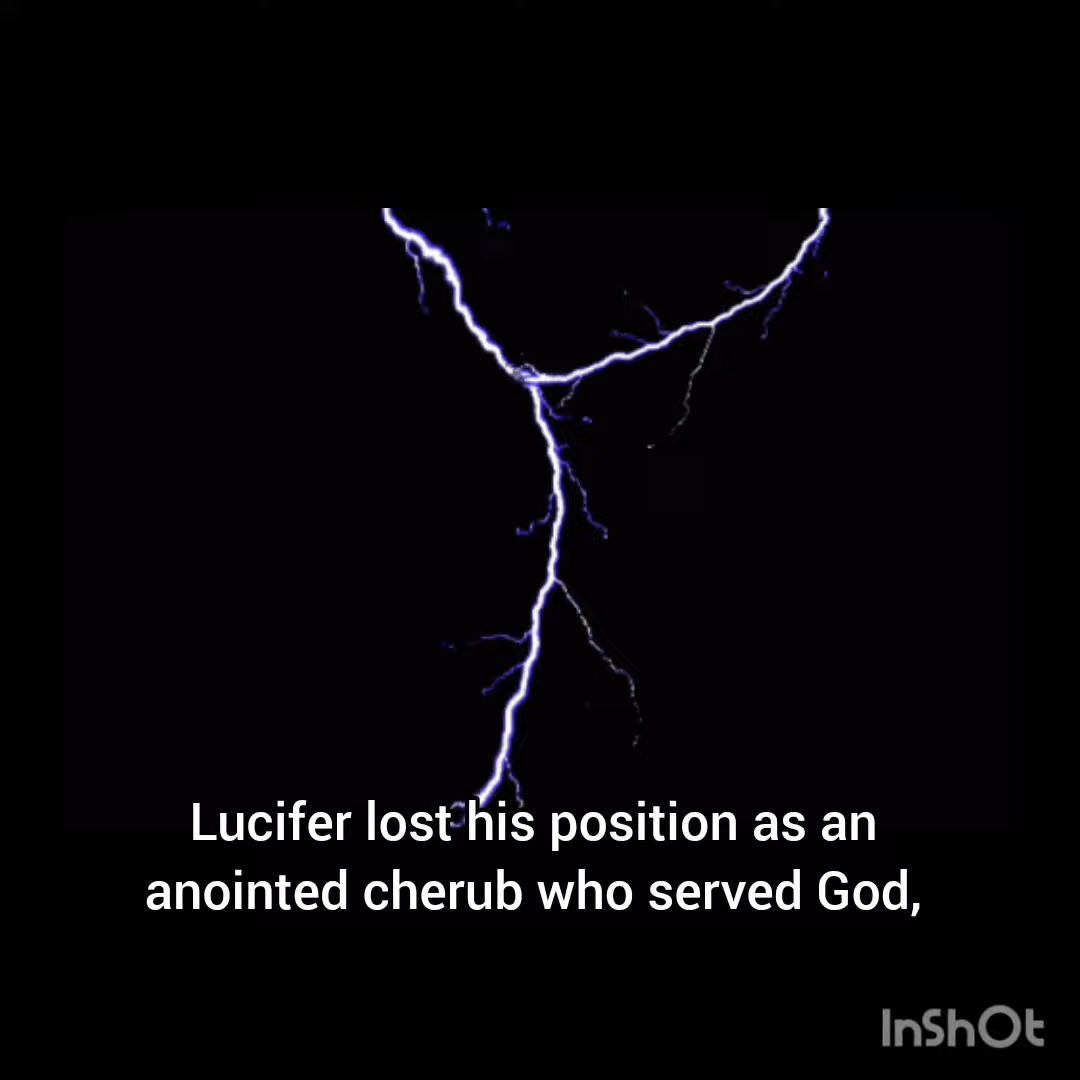 Lucifer lost his position as an
anointed cherub who served God,
InShOt